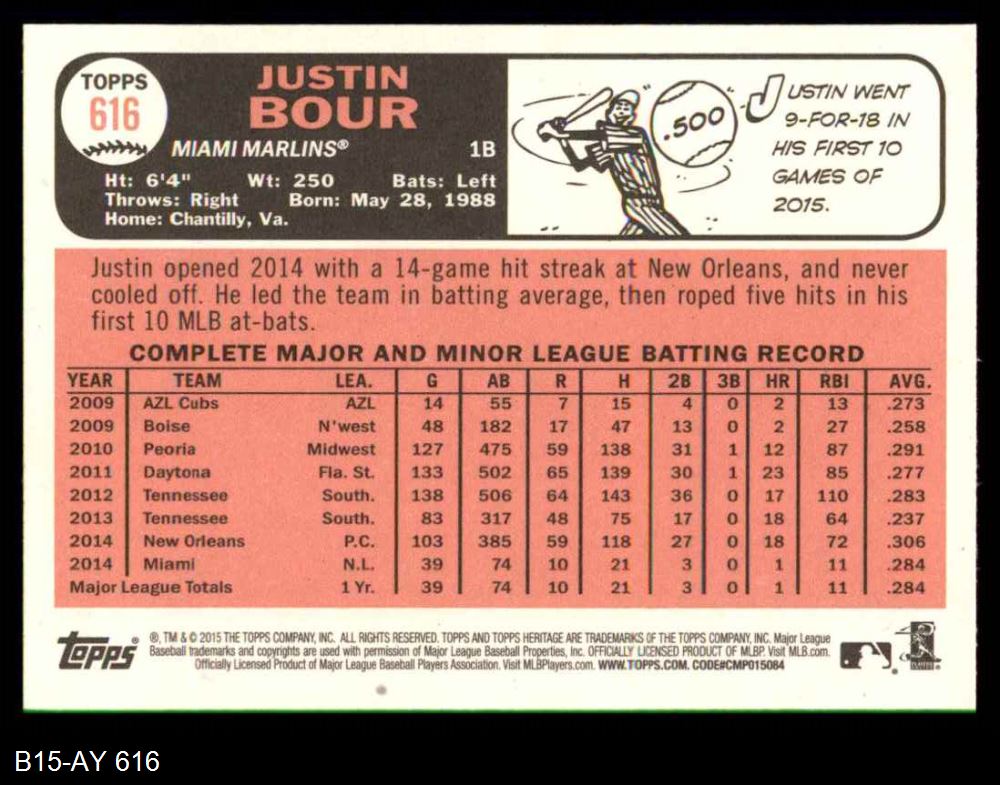 TOPPS
616
JUSTIN
BOUR
MIAMI MARLINS® 1B
Ht: 6'4" Wt: 250 Bats: Left
Throws: Right Born: May 28, 1988
Home: Chantilly, Va.
.500
JUSTIN WENT
9-FOR-18 IN
HIS FIRST 10
GAMES OF
2015.
Justin opened 2014 with a 14-game hit streak at New Orleans, and never
cooled off. He led the team in batting average, then roped five hits in his
first 10 MLB at-bats.
COMPLETE MAJOR AND MINOR LEAGUE BATTING RECORD
YEAR TEAM LEA. G AB R H 2B 3B HR RBI AVG.
2009 AZL Cubs AZL 14 55 7 15 4 0 2 13 .273
2009 Boise N'west 48 182 17 47 13 0 2 27 .258
2010 Peoria Midwest 127 475 59 138 31 1 12 87 .291
2011 Daytona Fla. St. 133 502 65 139 30 1 23 85 .277
2012 Tennessee South. 138 506 64 143 36 0 17 110 .283
2013 Tennessee South. 83 317 48 75 17 0 18 64 .237
2014 New Orleans P.C. 103 385 59 118 27 0 18 72 .306
2014 Miami N.L. 39 74 10 21 3 0 1 11 .284
Major League Totals 1 Yr. 39 74 10 21 3 0 1 11 .284
topps®
®, TM & © 2015 THE TOPPS COMPANY, INC. ALL RIGHTS RESERVED. TOPPS AND TOPPS HERITAGE ARE TRADEMARKS OF THE TOPPS COMPANY, INC. Major League
Baseball trademarks and copyrights are used with permission of Major League Baseball Properties, Inc. OFFICIALLY LICENSED PRODUCT OF MLBP. Visit MLB.com.
Officially Licensed Product of Major League Baseball Players Association. Visit MLBPlayers.com. WWW.TOPPS.COM. CODE#CMP015084
B15-AY 616